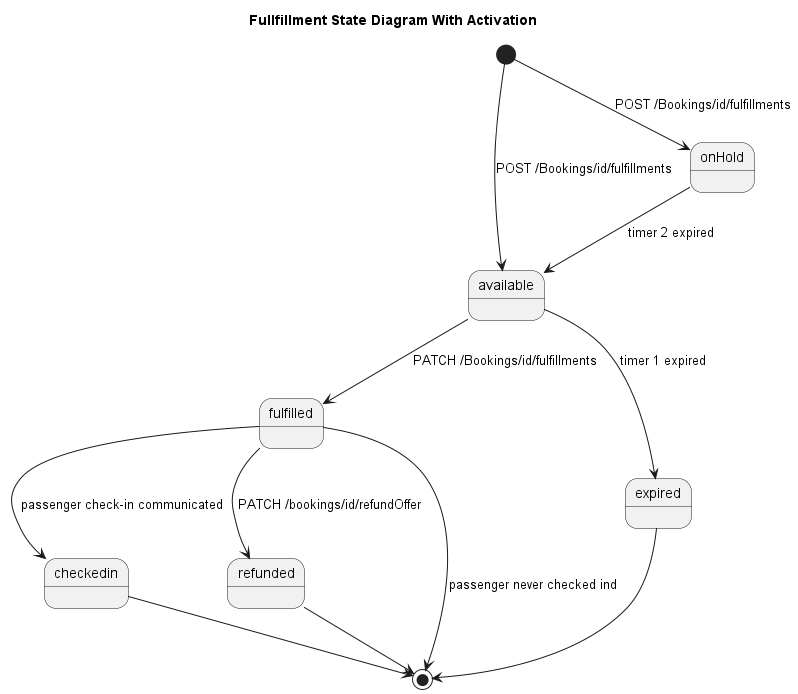 Fullfillment State Diagram With Activation
POST /Bookings/id/fulfillments
onHold
POST /Bookings/id/fulfillments
timer 2 expired
available
PATCH /Bookings/id/fulfillments
timer 1 expired
fulfilled
expired
passenger check-in communicated
PATCH /bookings/id/refundOffer
checkedin
refunded
passenger never checked ind